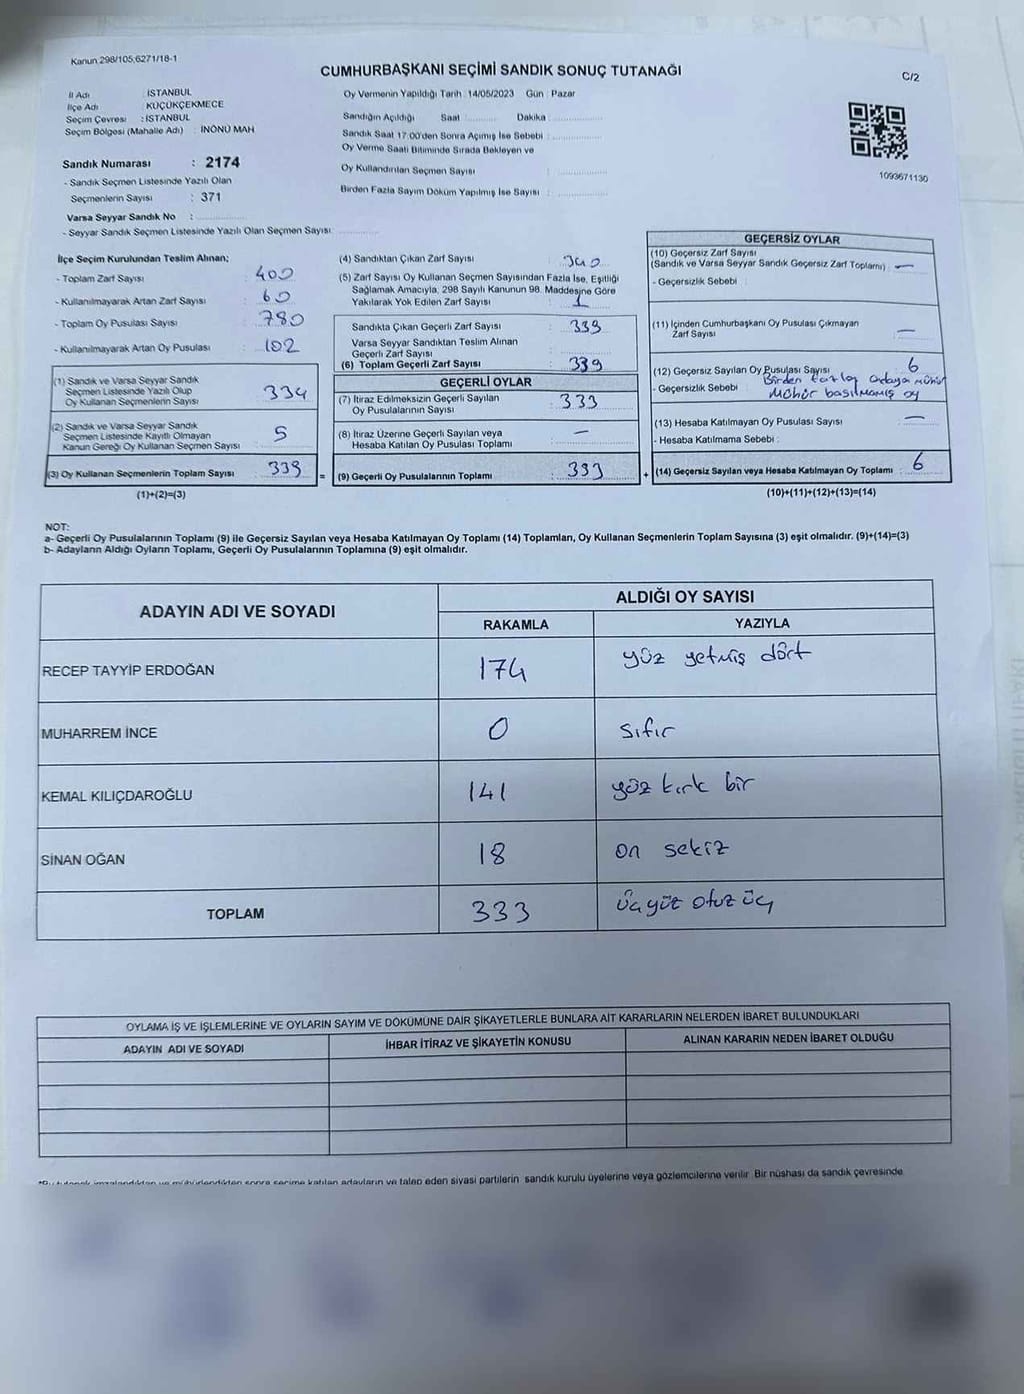 Kanun 298/105,6271/18-1
CUMHURBAŞKANI SEÇİMİ SANDIK SONUÇ TUTANAĞI
C/2
İl Adı : İSTANBUL
İlçe Adı : KÜÇÜKÇEKMECE
Seçim Çevresi : İSTANBUL
Seçim Bölgesi (Mahalle Adı) : İNÖNÜ MAH
Sandık Numarası : 2174
- Sandık Seçmen Listesinde Yazılı Olan
Seçmenlerin Sayısı : 371
Varsa Seyyar Sandık No :
- Seyyar Sandık Seçmen Listesinde Yazılı Olan Seçmen Sayısı:
Oy Vermenin Yapıldığı Tarih : 14/05/2023 Gün : Pazar
Sandığın Açıldığı Saat Dakika
Sandık Saat 17:00'den Sonra Açımış İse Sebebi :
Oy Verme Saati Bitiminde Sırada Bekleyen ve
Oy Kullandırılan Seçmen Sayısı :
Birden Fazla Sayım Döküm Yapılmış İse Sayısı :
1093671130
İlçe Seçim Kurulundan Teslim Alınan;
- Toplam Zarf Sayısı : 400
- Kullanılmayarak Artan Zarf Sayısı : 60
- Toplam Oy Pusulası Sayısı : 780
- Kullanılmayarak Artan Oy Pusulası : 102
(1) Sandık ve Varsa Seyyar Sandık
Seçmen Listesinde Yazılı Olup
Oy Kullanan Seçmenlerin Sayısı : 334
(2) Sandık ve Varsa Seyyar Sandık
Seçmen Listesinde Kayıtlı Olmayan
Kanun Gereği Oy Kullanan Seçmen Sayısı : 5
(3) Oy Kullanan Seçmenlerin Toplam Sayısı : 339 =
(1)+(2)=(3)
(4) Sandıktan Çıkan Zarf Sayısı : 340
(5) Zarf Sayısı Oy Kullanan Seçmen Sayısından Fazla İse, Eşitliği
Sağlamak Amacıyla, 298 Sayılı Kanunun 98. Maddesine Göre
Yakılarak Yok Edilen Zarf Sayısı : 1
Sandıkta Çıkan Geçerli Zarf Sayısı : 339
Varsa Seyyar Sandıktan Teslim Alınan
Geçerli Zarf Sayısı :
(6) Toplam Geçerli Zarf Sayısı : 339
GEÇERLİ OYLAR
(7) İtiraz Edilmeksizin Geçerli Sayılan
Oy Pusulalarının Sayısı : 333
(8) İtiraz Üzerine Geçerli Sayılan veya
Hesaba Katılan Oy Pusulası Toplamı : —
(9) Geçerli Oy Pusulalarının Toplamı : 333 +
GEÇERSİZ OYLAR
(10) Geçersiz Zarf Sayısı
(Sandık ve Varsa Seyyar Sandık Geçersiz Zarf Toplamı) : —
- Geçersizlik Sebebi :
(11) İçinden Cumhurbaşkanı Oy Pusulası Çıkmayan
Zarf Sayısı : —
(12) Geçersiz Sayılan Oy Pusulası Sayısı : 6
- Geçersizlik Sebebi : Birden fazla adaya mühür
Mühür basılmamış oy
(13) Hesaba Katılmayan Oy Pusulası Sayısı : —
- Hesaba Katılmama Sebebi :
(14) Geçersiz Sayılan veya Hesaba Katılmayan Oy Toplamı : 6
(10)+(11)+(12)+(13)=(14)
NOT:
a- Geçerli Oy Pusulalarının Toplamı (9) ile Geçersiz Sayılan veya Hesaba Katılmayan Oy Toplamı (14) Toplamları, Oy Kullanan Seçmenlerin Toplam Sayısına (3) eşit olmalıdır. (9)+(14)=(3)
b- Adayların Aldığı Oyların Toplamı, Geçerli Oy Pusulalarının Toplamına (9) eşit olmalıdır.
ADAYIN ADI VE SOYADI ALDIĞI OY SAYISI
RAKAMLA YAZIYLA
RECEP TAYYİP ERDOĞAN 174 yüz yetmiş dört
MUHARREM İNCE 0 sıfır
KEMAL KILIÇDAROĞLU 141 yüz kırk bir
SİNAN OĞAN 18 on sekiz
TOPLAM 333 üçyüz otuz üç
OYLAMA İŞ VE İŞLEMLERİNE VE OYLARIN SAYIM VE DÖKÜMÜNE DAİR ŞİKAYETLERLE BUNLARA AİT KARARLARIN NELERDEN İBARET BULUNDUKLARI
ADAYIN ADI VE SOYADI İHBAR İTİRAZ VE ŞİKAYETİN KONUSU ALINAN KARARIN NEDEN İBARET OLDUĞU
imzalandıktan ve mühürlendikten sonra seçime katılan adayların ve talep eden siyasi partilerin sandık kurulu üyelerine veya gözlemcilerine verilir. Bir nüshası da sandık çevresinde